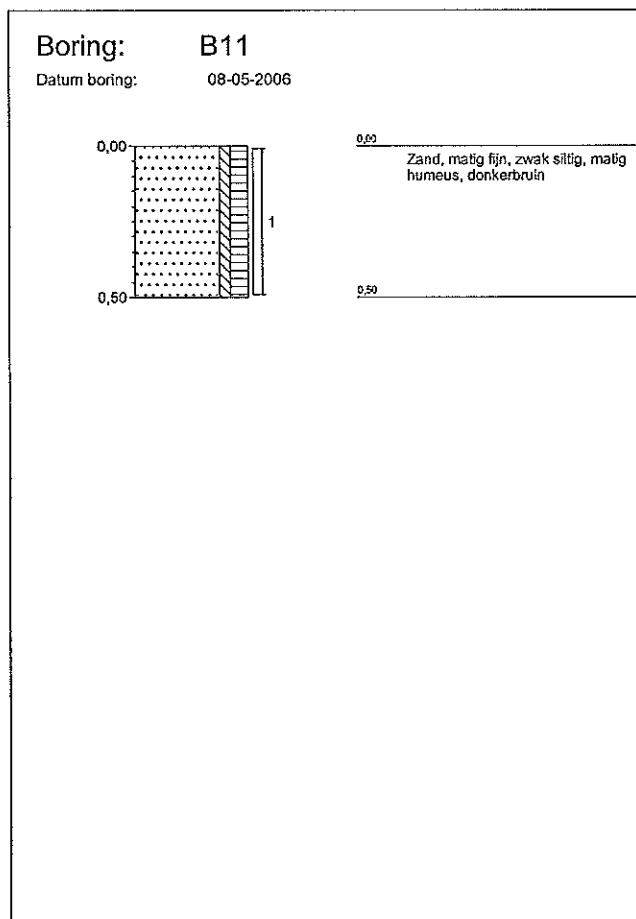 Boring: B11
Datum boring: 08-05-2006
0,00
0,00
Zand, matig fijn, zwak siltig, matig
humeus, donkerbruin
1
0,50
0,50